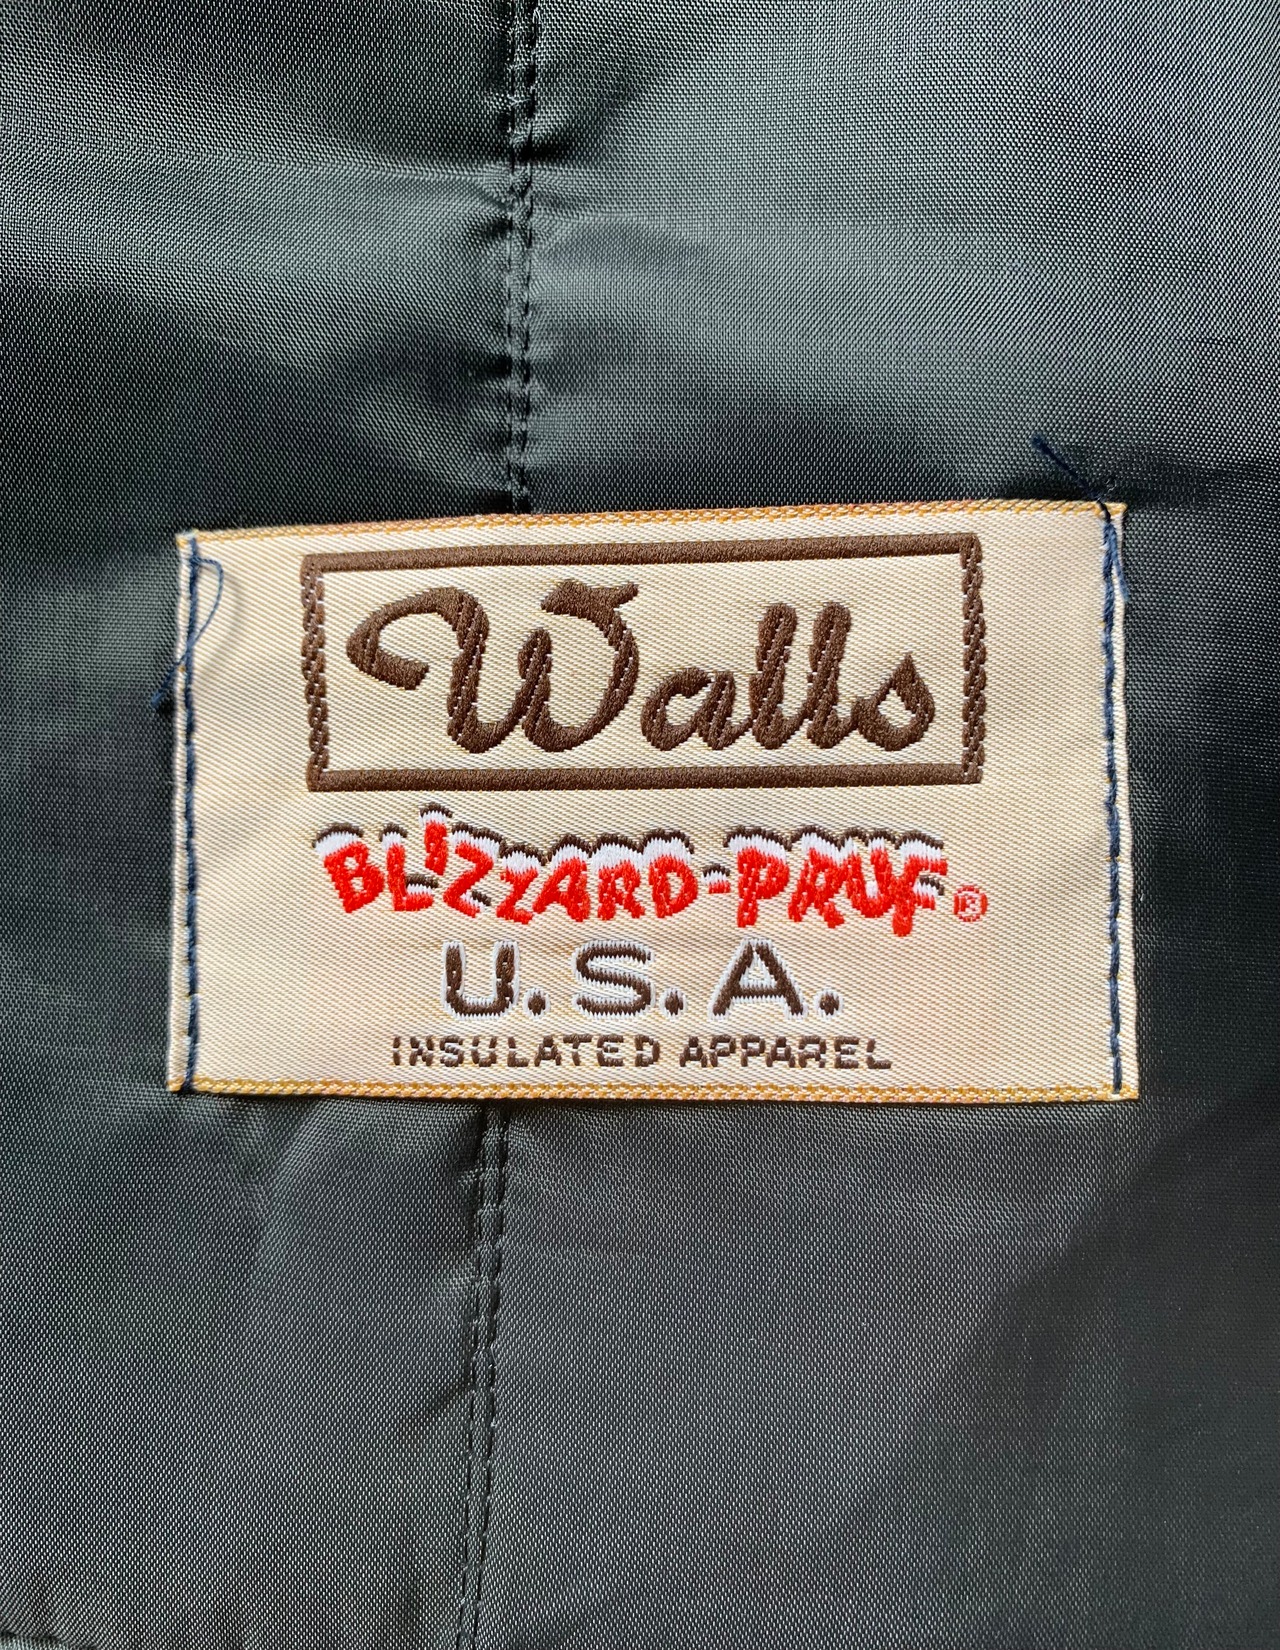 Walls
BLIZZARD-PRUF®
U.S.A.
INSULATED APPAREL